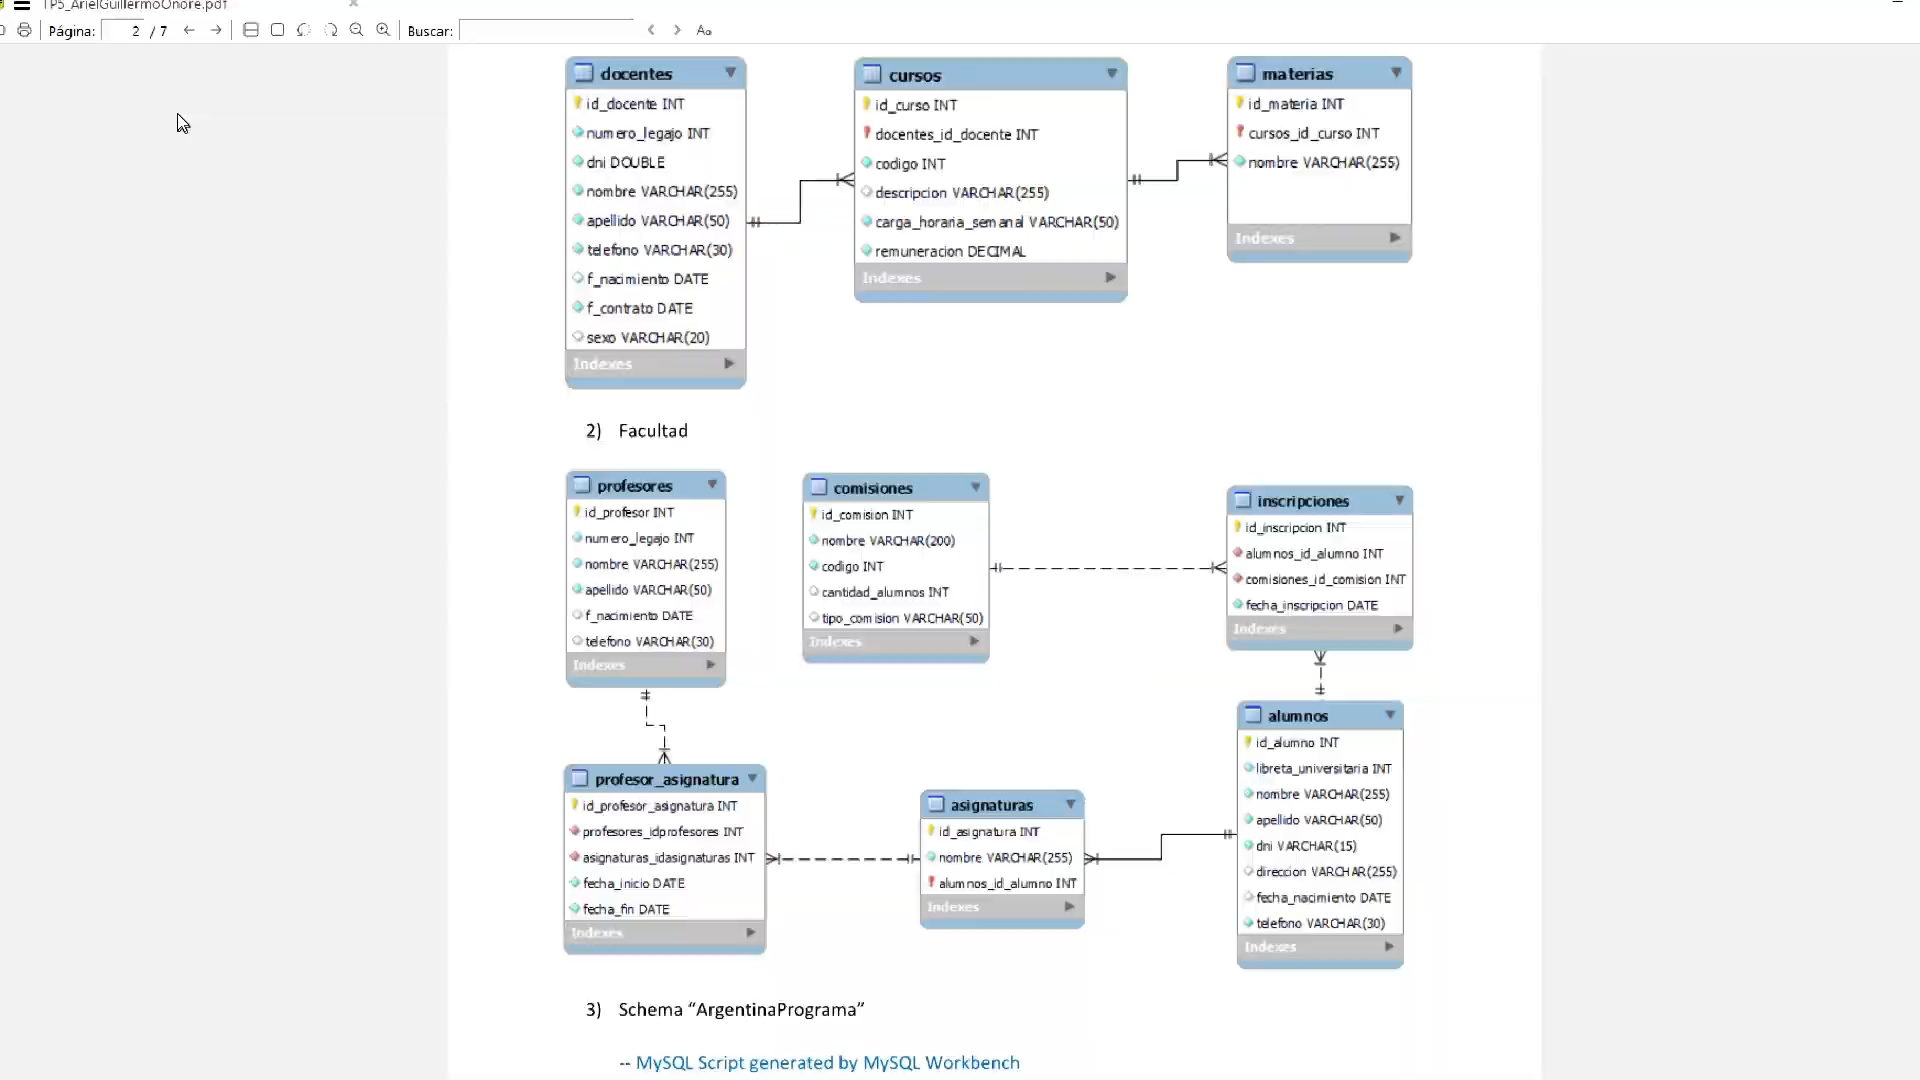 TP5_ArielGuillermoOnore.pdf
Página: 2 / 7 Buscar: Aa
docentes
id_docente INT
numero_legajo INT
dni DOUBLE
nombre VARCHAR(255)
apellido VARCHAR(50)
telefono VARCHAR(30)
f_nacimiento DATE
f_contrato DATE
sexo VARCHAR(20)
Indexes
cursos
id_curso INT
docentes_id_docente INT
codigo INT
descripcion VARCHAR(255)
carga_horaria_semanal VARCHAR(50)
remuneracion DECIMAL
Indexes
materias
id_materia INT
cursos_id_curso INT
nombre VARCHAR(255)
Indexes
2) Facultad
profesores
id_profesor INT
numero_legajo INT
nombre VARCHAR(255)
apellido VARCHAR(50)
f_nacimiento DATE
telefono VARCHAR(30)
Indexes
comisiones
id_comision INT
nombre VARCHAR(200)
codigo INT
cantidad_alumnos INT
tipo_comision VARCHAR(50)
Indexes
inscripciones
id_inscripcion INT
alumnos_id_alumno INT
comisiones_id_comision INT
fecha_inscripcion DATE
Indexes
profesor_asignatura
id_profesor_asignatura INT
profesores_idprofesores INT
asignaturas_idasignaturas INT
fecha_inicio DATE
fecha_fin DATE
Indexes
asignaturas
id_asignatura INT
nombre VARCHAR(255)
alumnos_id_alumno INT
Indexes
alumnos
id_alumno INT
libreta_universitaria INT
nombre VARCHAR(255)
apellido VARCHAR(50)
dni VARCHAR(15)
direccion VARCHAR(255)
fecha_nacimiento DATE
telefono VARCHAR(30)
Indexes
3) Schema “ArgentinaPrograma”
-- MySQL Script generated by MySQL Workbench